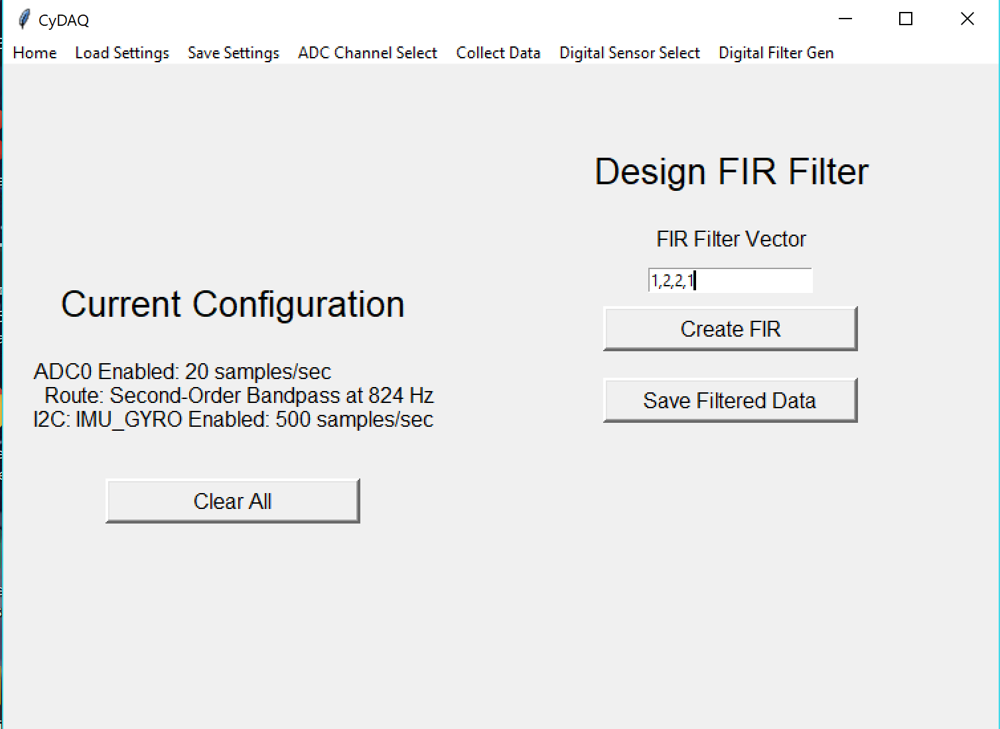 CyDAQ
Home Load Settings Save Settings ADC Channel Select Collect Data Digital Sensor Select Digital Filter Gen
Current Configuration
ADC0 Enabled: 20 samples/sec
Route: Second-Order Bandpass at 824 Hz
I2C: IMU_GYRO Enabled: 500 samples/sec
Clear All
Design FIR Filter
FIR Filter Vector
1,2,2,1
Create FIR
Save Filtered Data